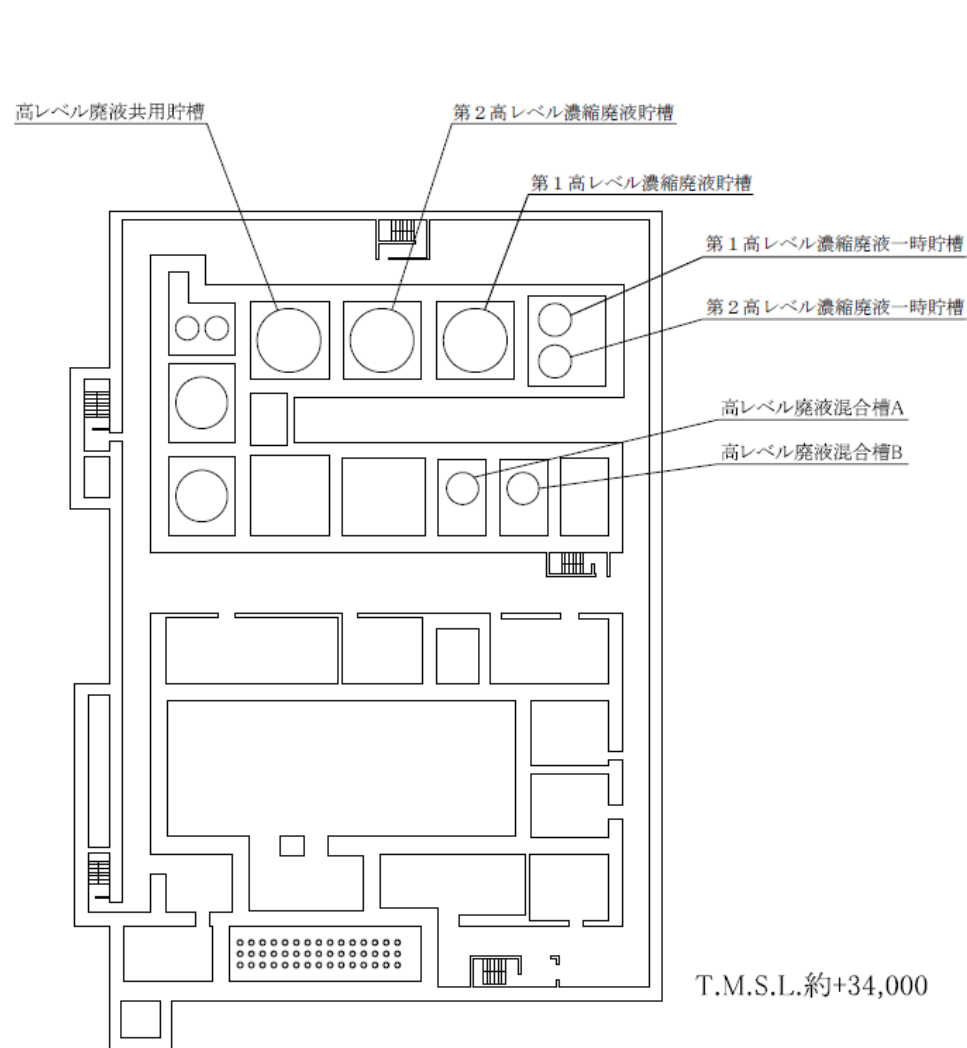 高レベル廃液共用貯槽
第2高レベル濃縮廃液貯槽
第1高レベル濃縮廃液貯槽
第1高レベル濃縮廃液一時貯槽
第2高レベル濃縮廃液一時貯槽
高レベル廃液混合槽A
高レベル廃液混合槽B
T.M.S.L.約+34,000